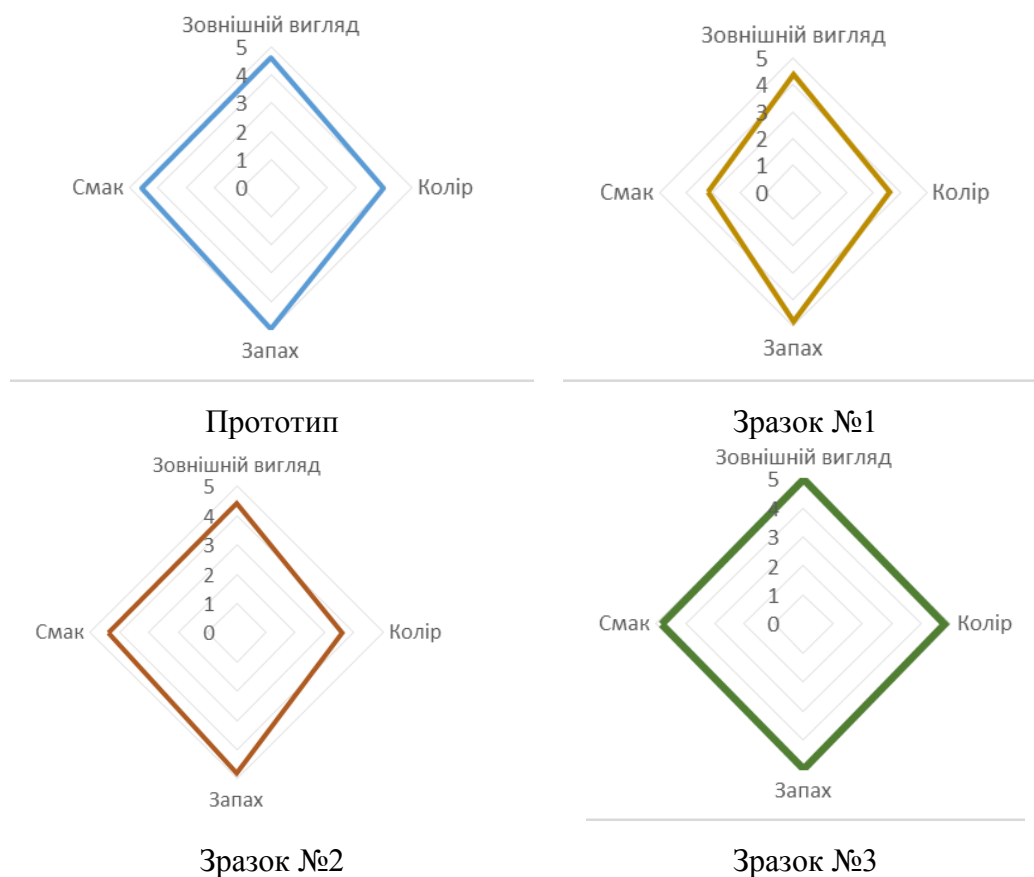 Зовнішній вигляд
5
4
3
2
1
0
Смак
Колір
Запах
Прототип
Зовнішній вигляд
5
4
3
2
1
0
Смак
Колір
Запах
Зразок №1
Зовнішній вигляд
5
4
3
2
1
0
Смак
Колір
Запах
Зразок №2
Зовнішній вигляд
5
4
3
2
1
0
Смак
Колір
Запах
Зразок №3